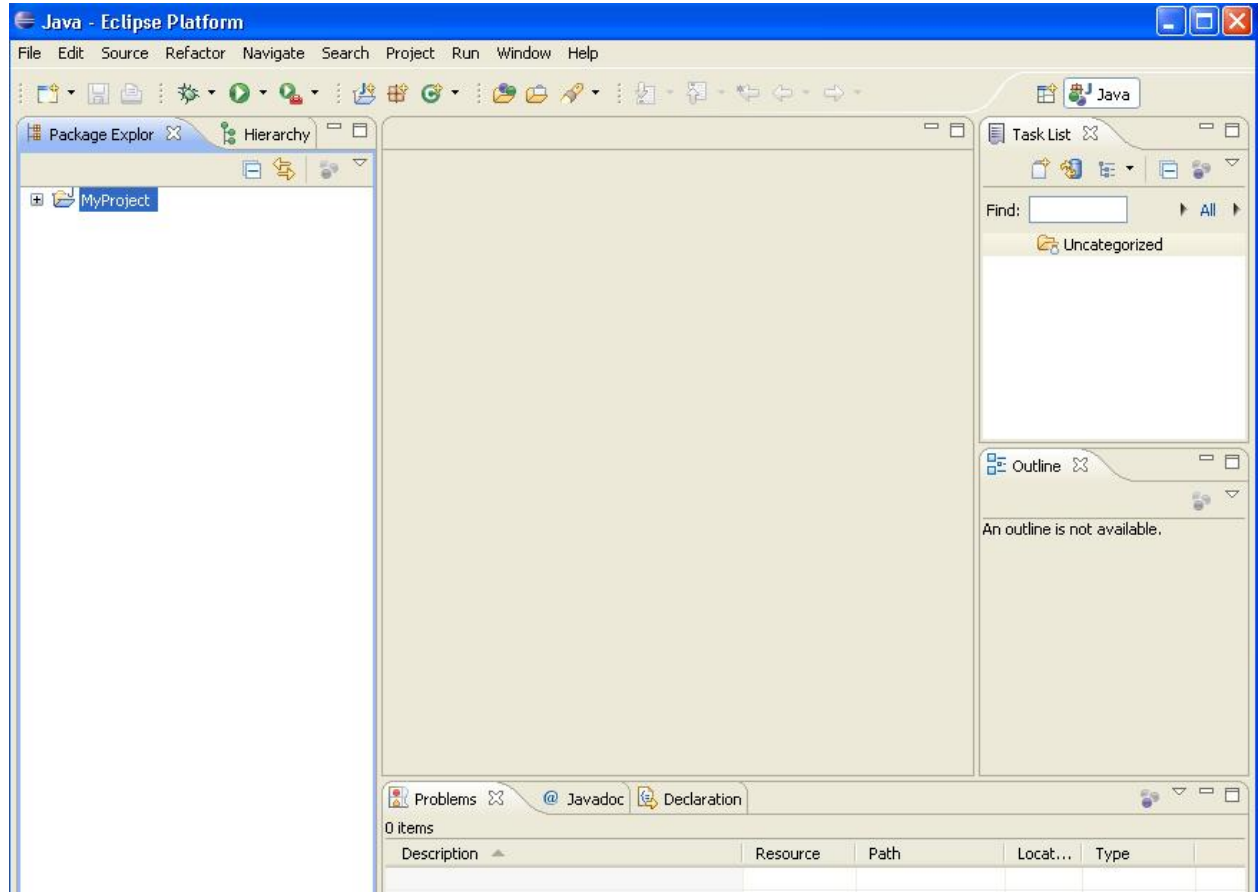 Java - Eclipse Platform
File Edit Source Refactor Navigate Search Project Run Window Help
Java
Package Explor
Hierarchy
MyProject
Task List
Find:
All
Uncategorized
Outline
An outline is not available.
Problems
@ Javadoc
Declaration
0 items
Description Resource Path Locat... Type